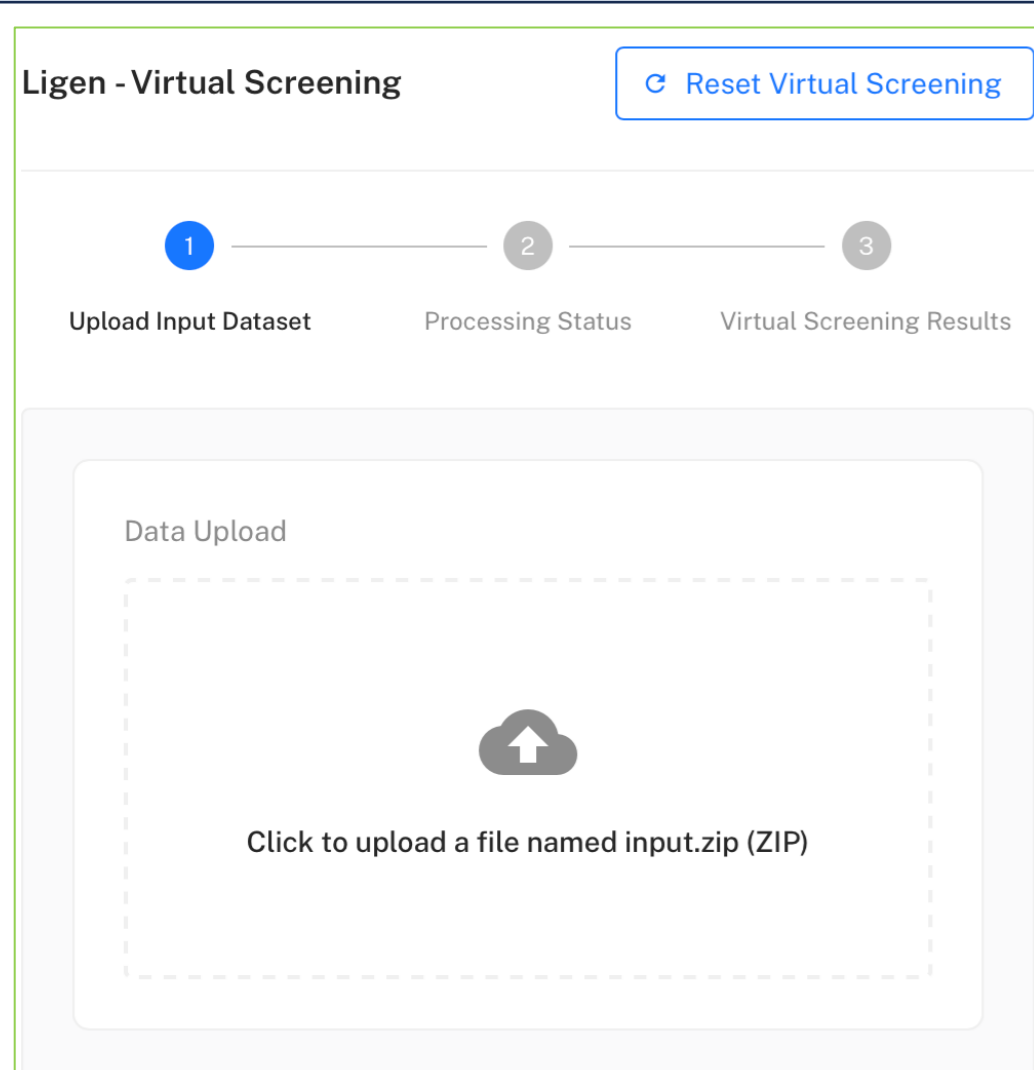 Ligen - Virtual Screening
Reset Virtual Screening
1
2
3
Upload Input Dataset
Processing Status
Virtual Screening Results
Data Upload
Click to upload a file named input.zip (ZIP)